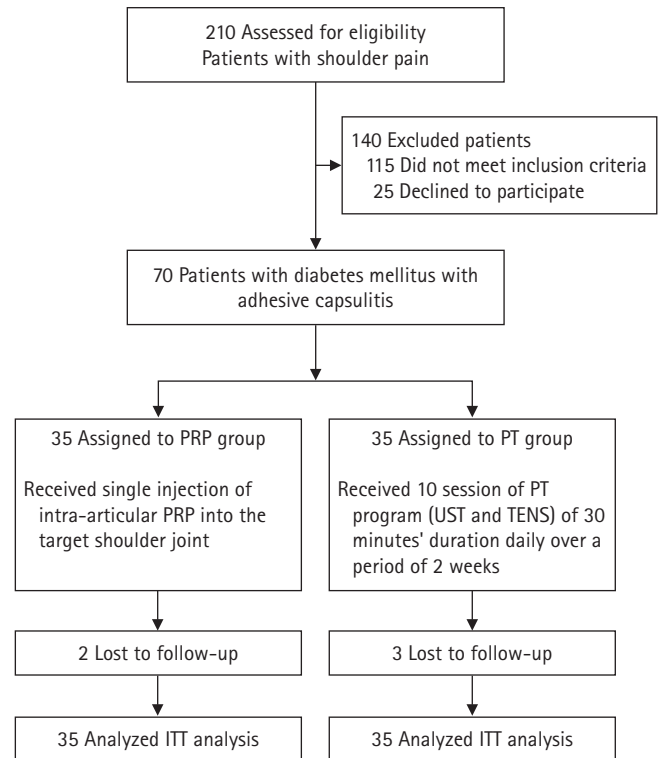 210 Assessed for eligibility
Patients with shoulder pain
140 Excluded patients
115 Did not meet inclusion criteria
25 Declined to participate
70 Patients with diabetes mellitus with
adhesive capsulitis
35 Assigned to PRP group
Received single injection of
intra-articular PRP into the
target shoulder joint
35 Assigned to PT group
Received 10 session of PT
program (UST and TENS) of 30
minutes' duration daily over a
period of 2 weeks
2 Lost to follow-up
3 Lost to follow-up
35 Analyzed ITT analysis
35 Analyzed ITT analysis